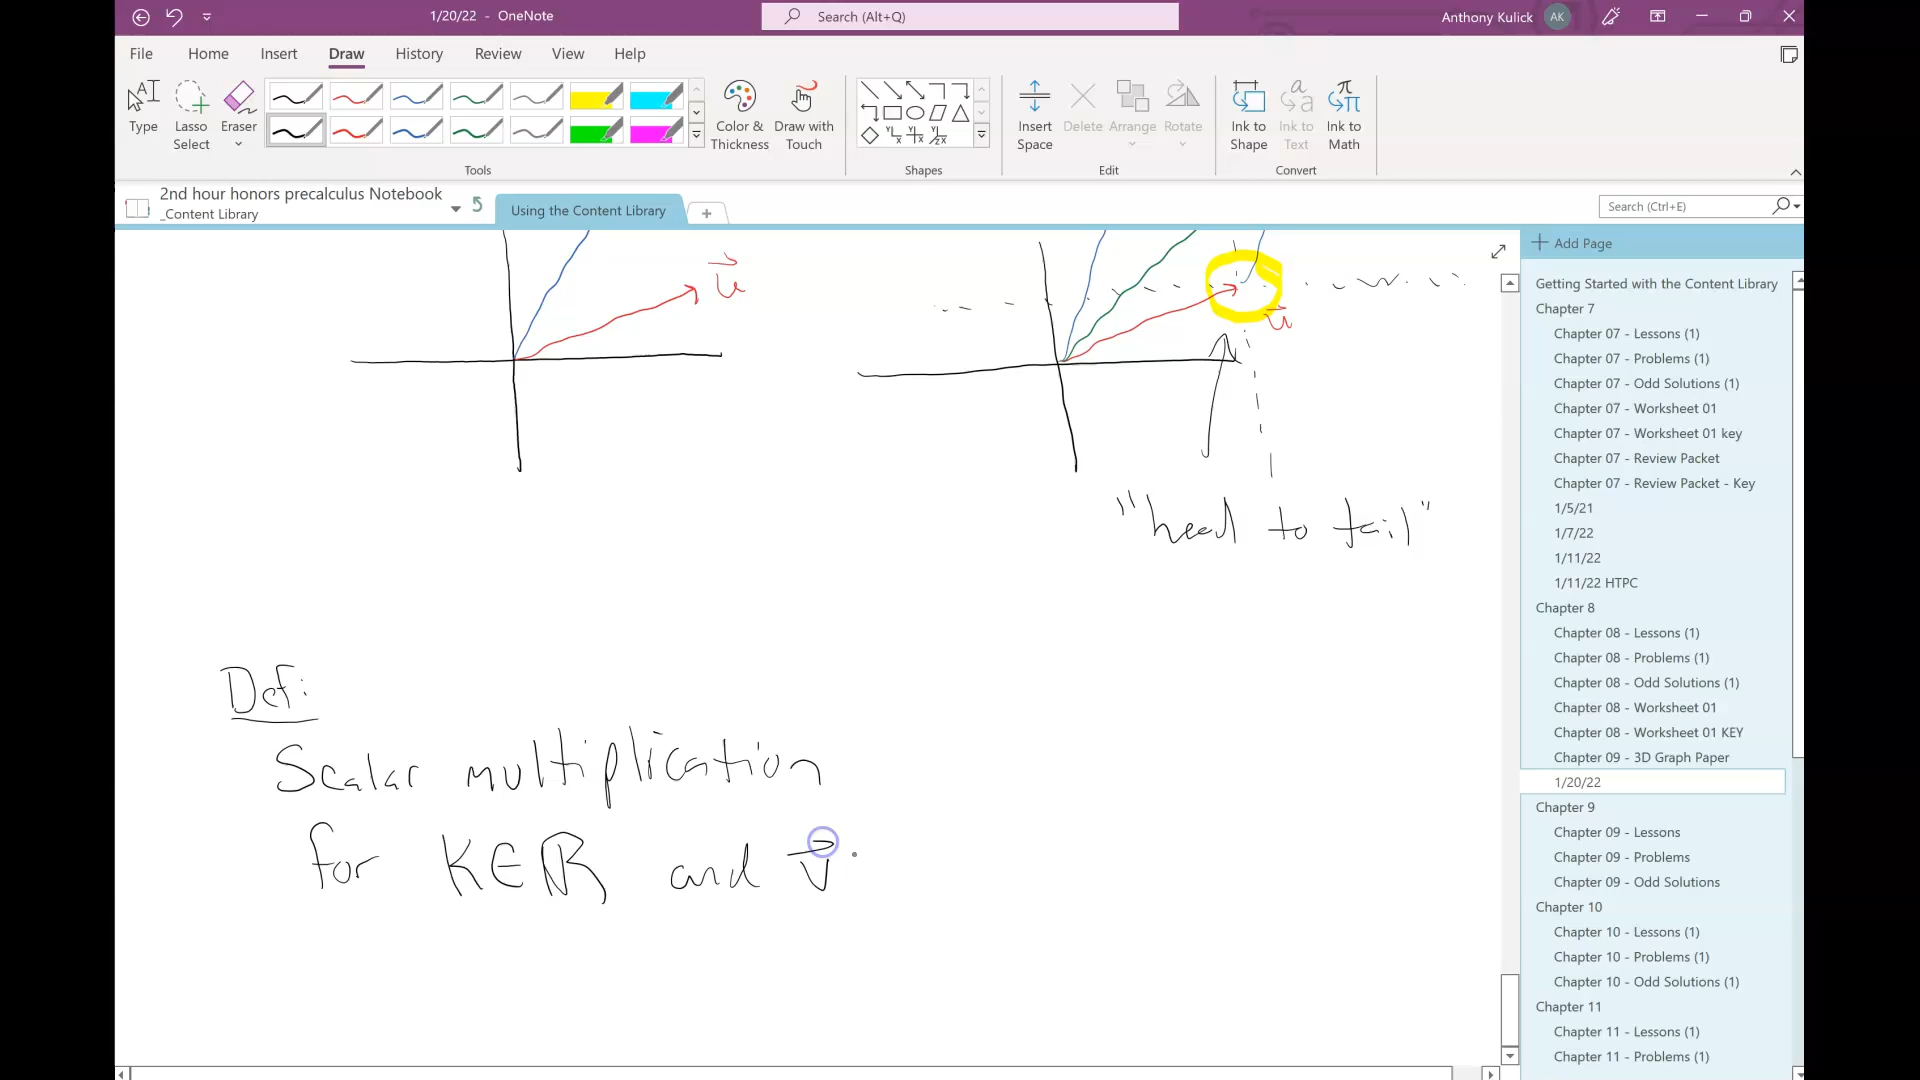 1/20/22 - OneNote
Search (Alt+Q)
Anthony Kulick
AK
File
Home
Insert
Draw
History
Review
View
Help
Type
Lasso
Select
Eraser
Color &
Thickness
Draw with
Touch
Insert
Space
Delete
Arrange
Rotate
Ink to
Shape
Ink to
Text
Ink to
Math
Tools
Shapes
Edit
Convert
2nd hour honors precalculus Notebook
_Content Library
Using the Content Library
Search (Ctrl+E)
u⃗
u⃗
"head to tail"
Def:
Scalar multiplication
for K∈ℝ and v⃗
Add Page
Getting Started with the Content Library
Chapter 7
Chapter 07 - Lessons (1)
Chapter 07 - Problems (1)
Chapter 07 - Odd Solutions (1)
Chapter 07 - Worksheet 01
Chapter 07 - Worksheet 01 key
Chapter 07 - Review Packet
Chapter 07 - Review Packet - Key
1/5/21
1/7/22
1/11/22
1/11/22 HTPC
Chapter 8
Chapter 08 - Lessons (1)
Chapter 08 - Problems (1)
Chapter 08 - Odd Solutions (1)
Chapter 08 - Worksheet 01
Chapter 08 - Worksheet 01 KEY
Chapter 09 - 3D Graph Paper
1/20/22
Chapter 9
Chapter 09 - Lessons
Chapter 09 - Problems
Chapter 09 - Odd Solutions
Chapter 10
Chapter 10 - Lessons (1)
Chapter 10 - Problems (1)
Chapter 10 - Odd Solutions (1)
Chapter 11
Chapter 11 - Lessons (1)
Chapter 11 - Problems (1)